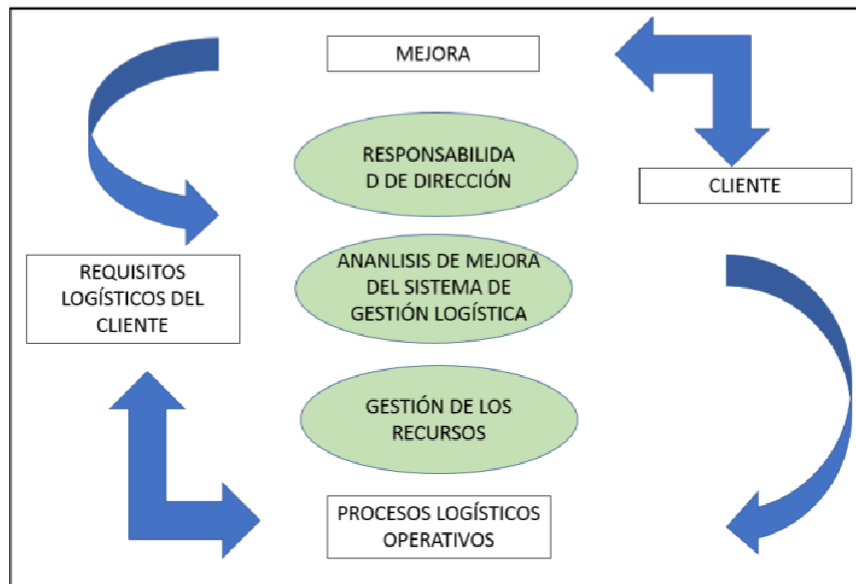 MEJORA
RESPONSABILIDA
D DE DIRECCIÓN
CLIENTE
REQUISITOS
LOGÍSTICOS DEL
CLIENTE
ANANLISIS DE MEJORA
DEL SISTEMA DE
GESTIÓN LOGÍSTICA
GESTIÓN DE LOS
RECURSOS
PROCESOS LOGÍSTICOS
OPERATIVOS